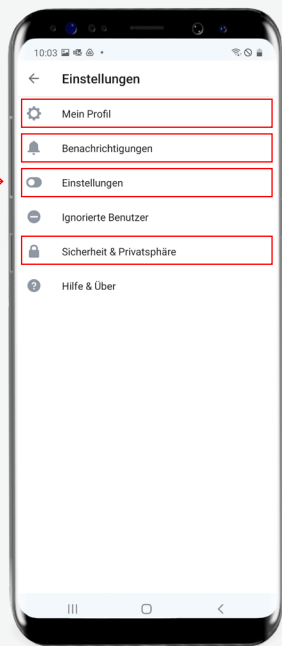 10:03
Einstellungen
Mein Profil
Benachrichtigungen
Einstellungen
Ignorierte Benutzer
Sicherheit & Privatsphäre
Hilfe & Über